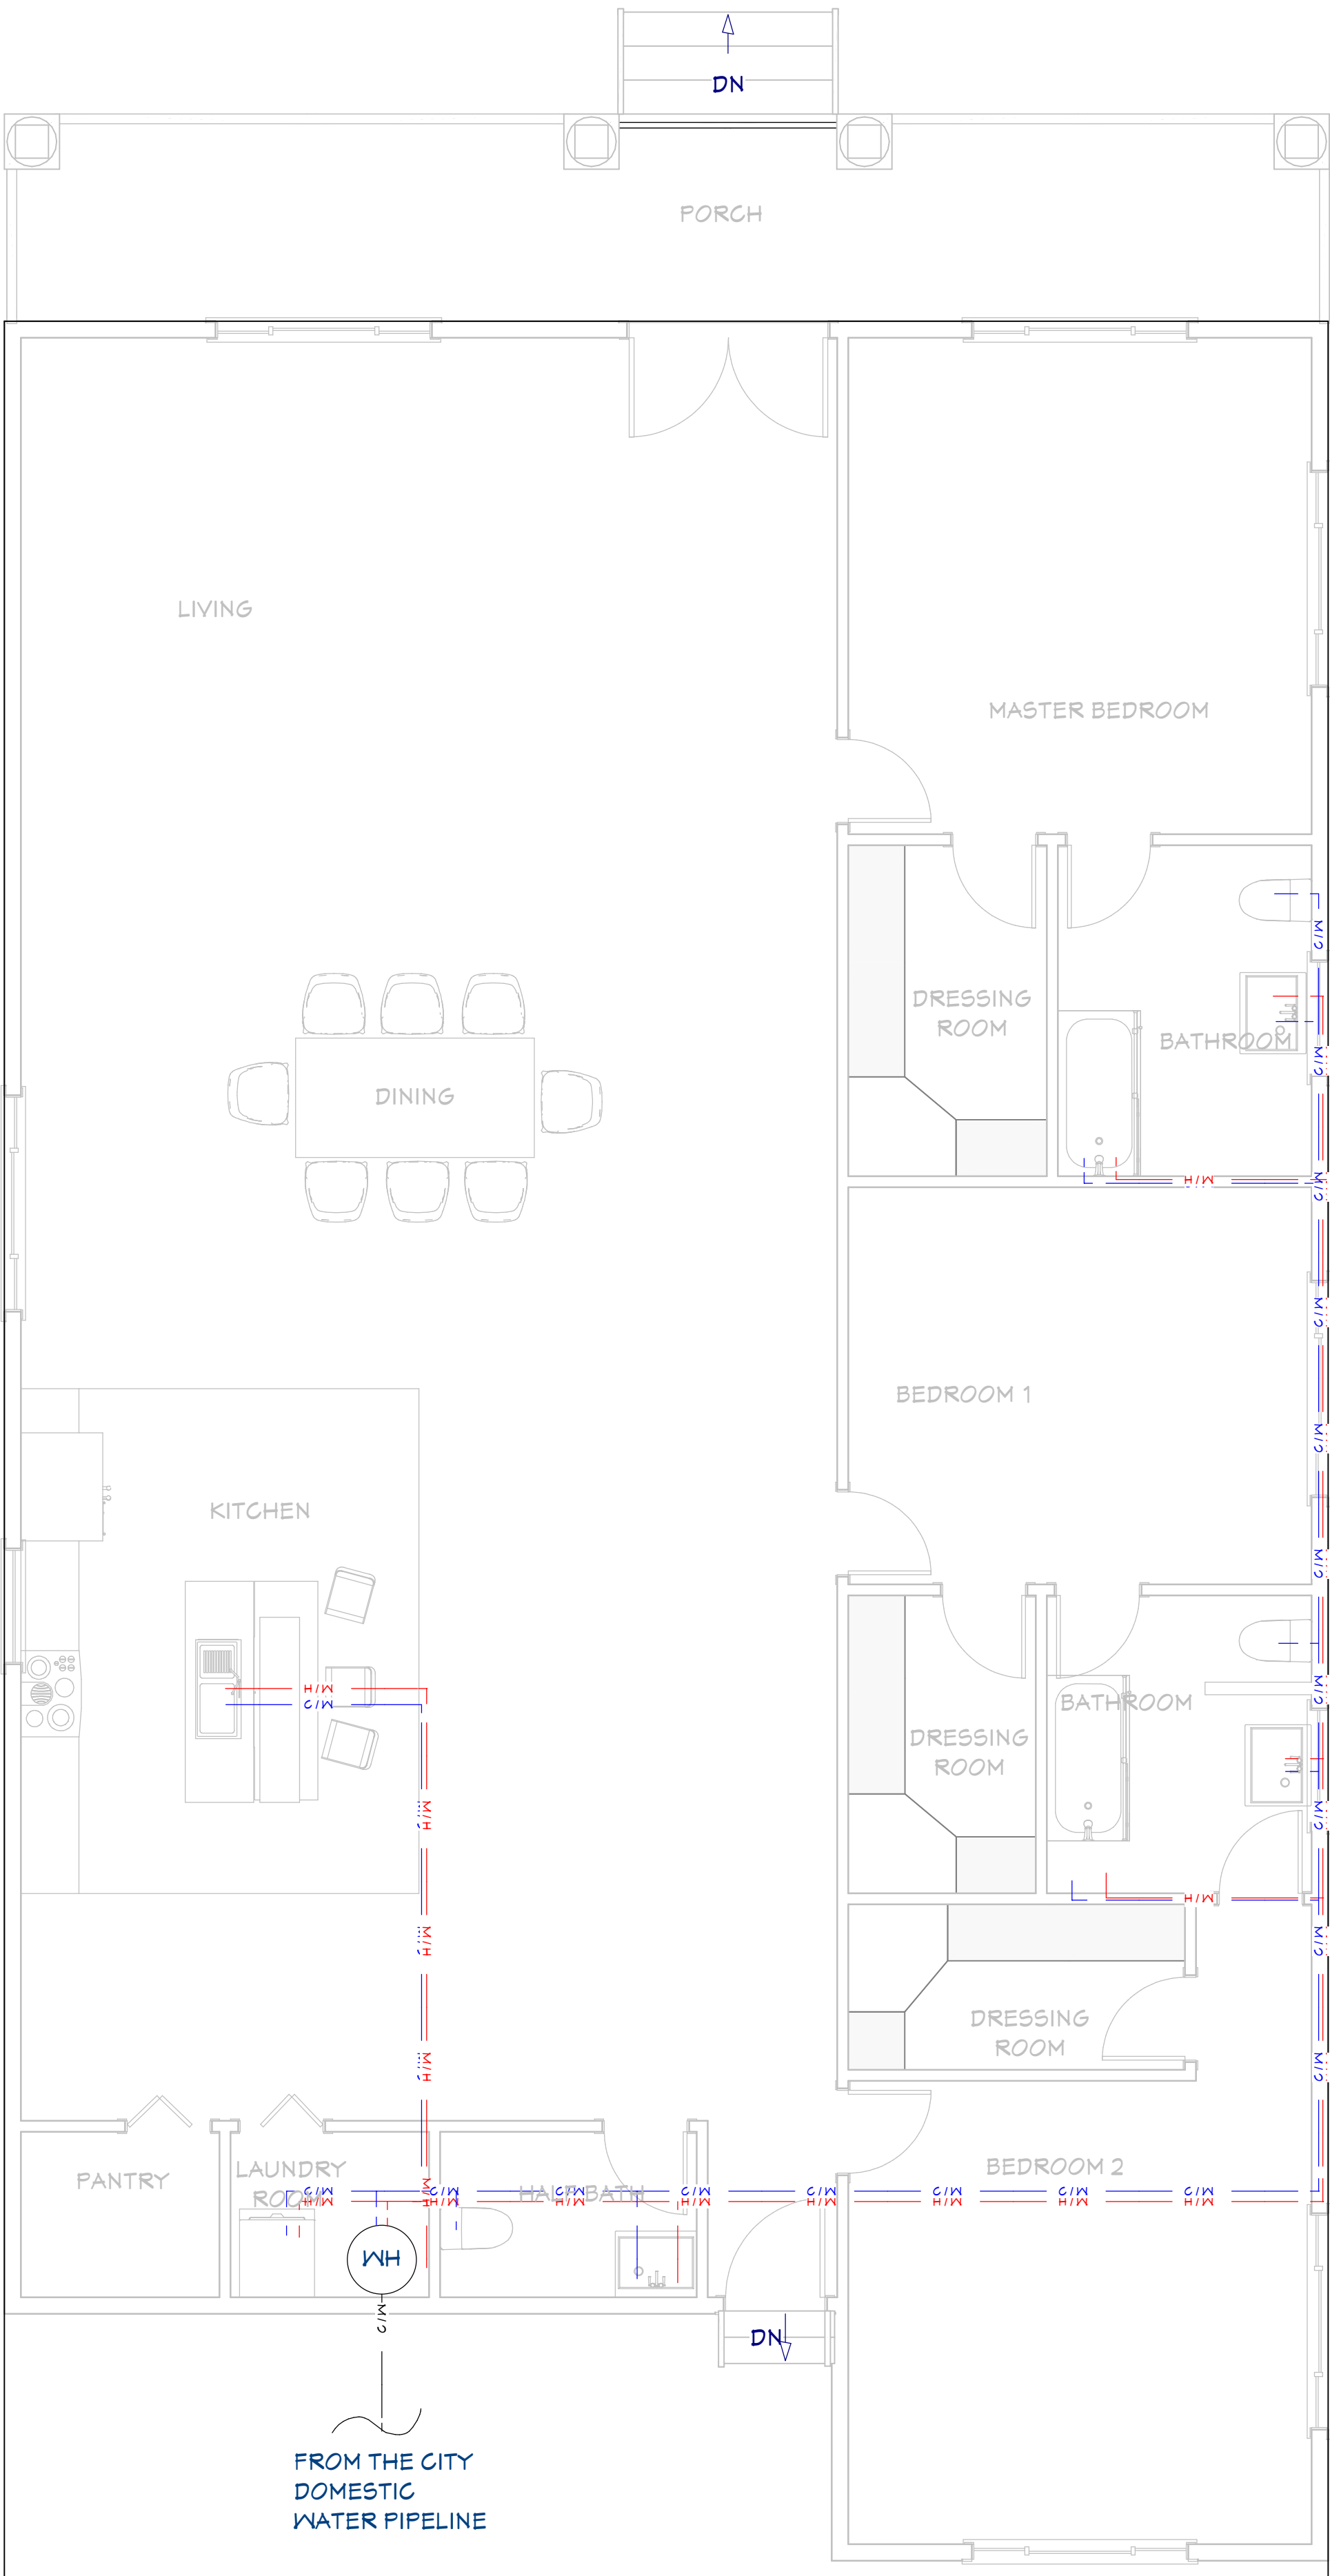 DN
PORCH
LIVING
MASTER BEDROOM
C/W
DRESSING
ROOM
BATHROOM
C/W
DINING
H/W
C/W
C/W
BEDROOM 1
C/W
KITCHEN
C/W
H/W
C/W
C/W
BATHROOM
DRESSING
ROOM
H/W
C/W
H/W
C/W
H/W
C/W
DRESSING
ROOM
H/W
C/W
PANTRY
LAUNDRY
ROOM
HALF BATH
BEDROOM 2
H/W
C/W C/W C/W C/W C/W C/W C/W C/W
H/W H/W H/W H/W H/W H/W H/W H/W
WH
C/W
DN
FROM THE CITY
DOMESTIC
WATER PIPELINE